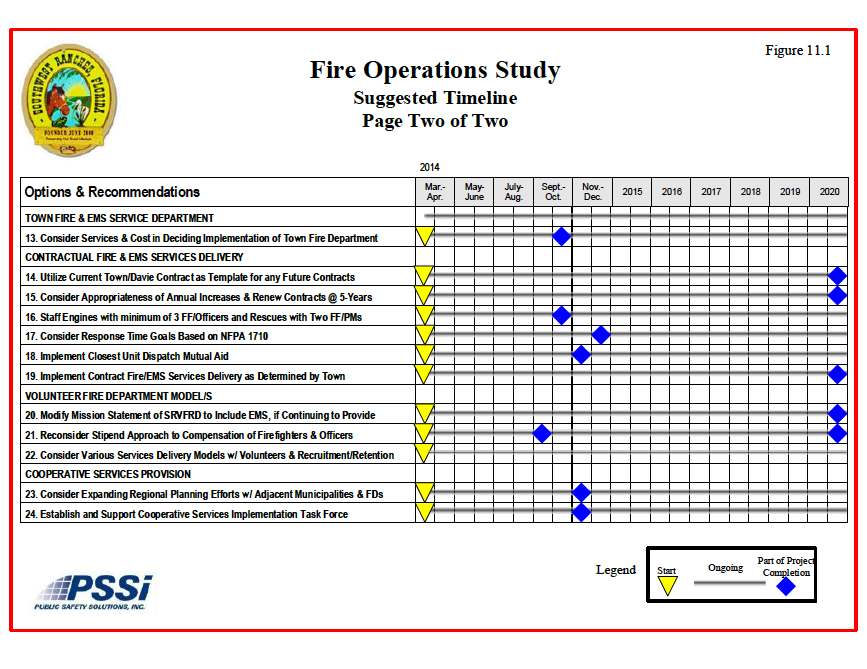 Figure 11.1
SOUTHWEST RANCHES, FLORIDA
FOUNDED JUNE 2000
Fire Operations Study
Suggested Timeline
Page Two of Two
2014
Options & Recommendations
Mar.- Apr.
May- June
July- Aug.
Sept.- Oct.
Nov.- Dec.
2015
2016
2017
2018
2019
2020
TOWN FIRE & EMS SERVICE DEPARTMENT
13. Consider Services & Cost in Deciding Implementation of Town Fire Department
CONTRACTUAL FIRE & EMS SERVICES DELIVERY
14. Utilize Current Town/Davie Contract as Template for any Future Contracts
15. Consider Appropriateness of Annual Increases & Renew Contracts @ 5-Years
16. Staff Engines with minimum of 3 FF/Officers and Rescues with Two FF/PMs
17. Consider Response Time Goals Based on NFPA 1710
18. Implement Closest Unit Dispatch Mutual Aid
19. Implement Contract Fire/EMS Services Delivery as Determined by Town
VOLUNTEER FIRE DEPARTMENT MODEL/S
20. Modify Mission Statement of SRVFRD to Include EMS, if Continuing to Provide
21. Reconsider Stipend Approach to Compensation of Firefighters & Officers
22. Consider Various Services Delivery Models w/ Volunteers & Recruitment/Retention
COOPERATIVE SERVICES PROVISION
23. Consider Expanding Regional Planning Efforts w/ Adjacent Municipalities & FDs
24. Establish and Support Cooperative Services Implementation Task Force
Legend
Start
Ongoing
Part of Project
Completion
PSSi
PUBLIC SAFETY SOLUTIONS, INC.